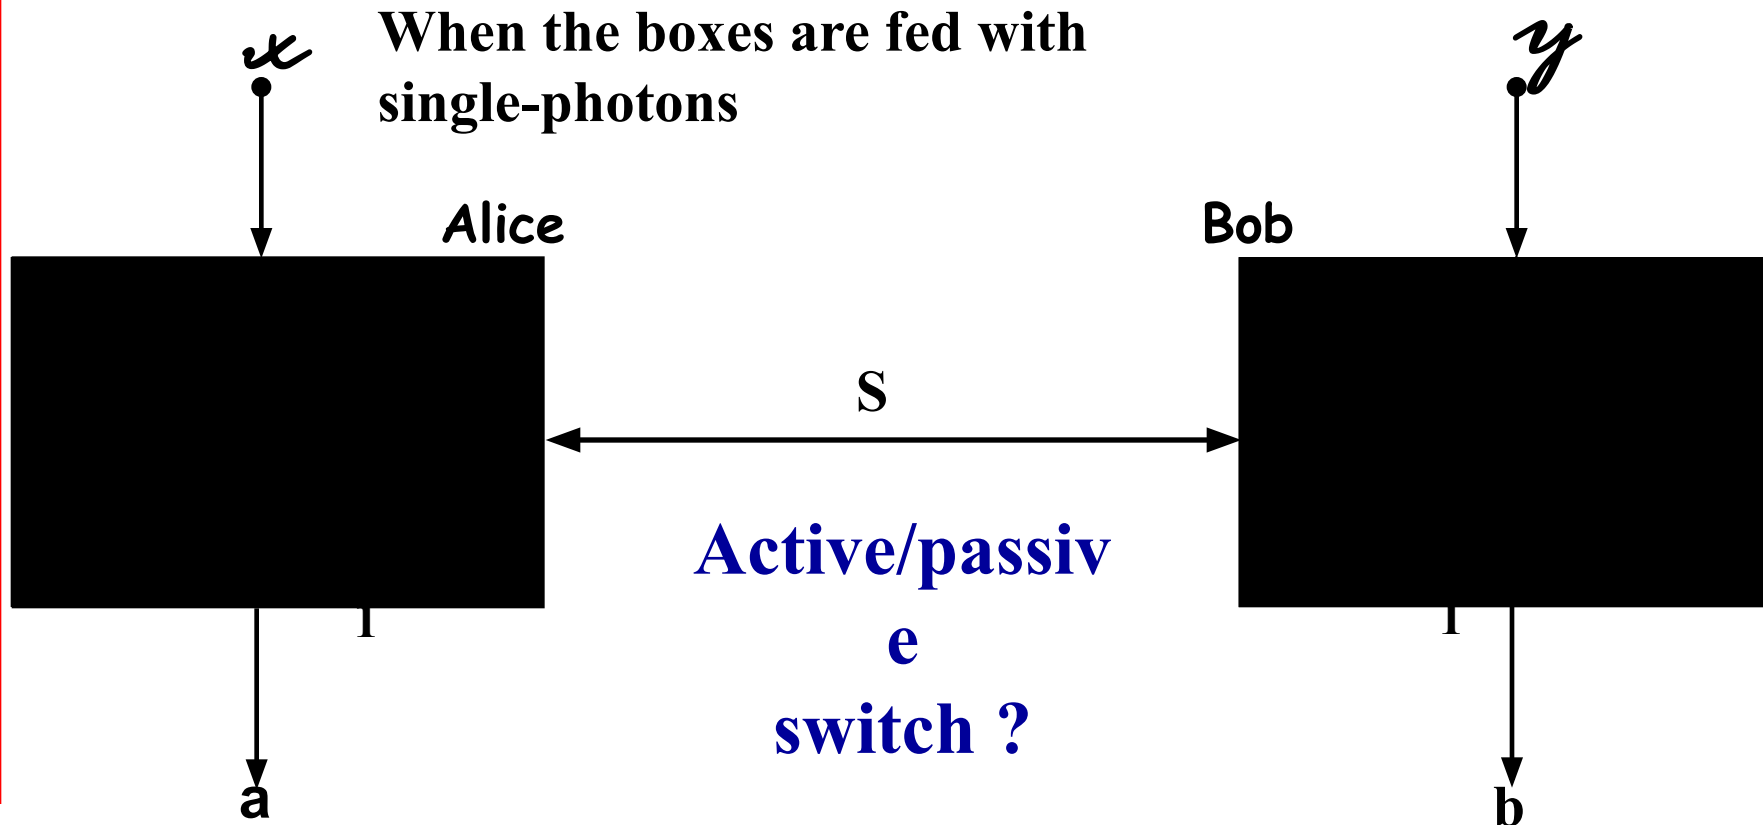 x
When the boxes are fed with
single-photons
y
Alice
Bob
S
Active/passiv
e
switch ?
a
b